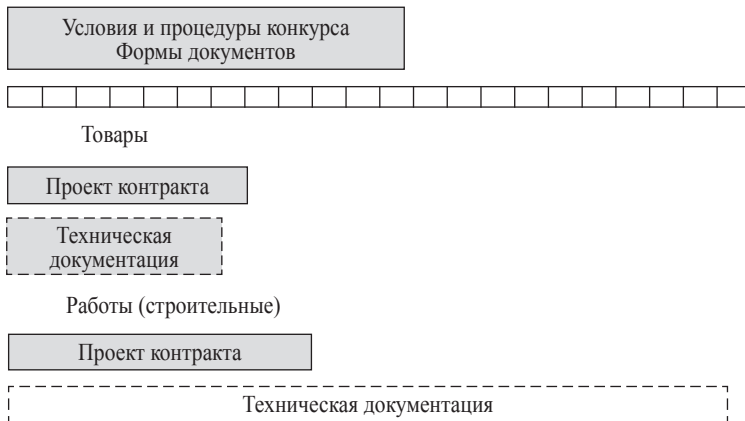 Условия и процедуры конкурса
Формы документов
Товары
Проект контракта
Техническая
документация
Работы (строительные)
Проект контракта
Техническая документация